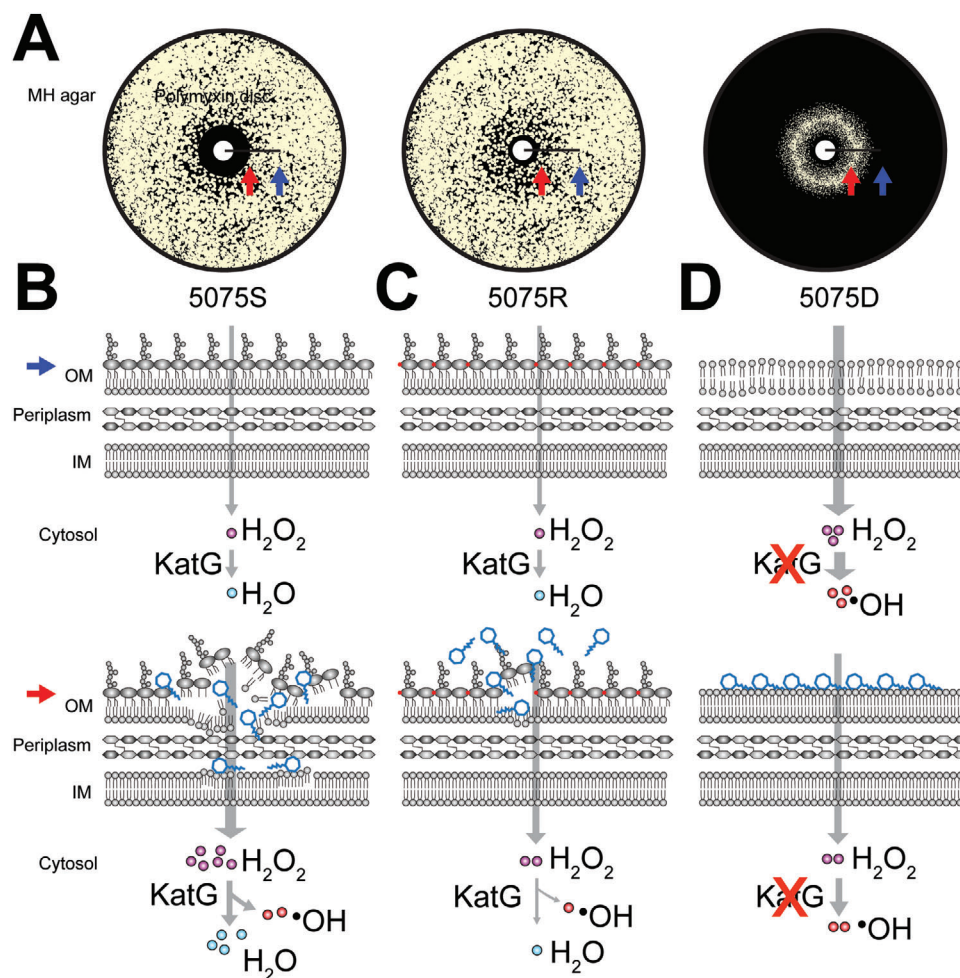 A
MH agar
Polymyxin disc
B 5075S
C 5075R
D 5075D
OM
Periplasm
IM
Cytosol
H2O2
KatG
H2O
H2O2
KatG
H2O
H2O2
KatG
•OH
OM
Periplasm
IM
Cytosol
H2O2
KatG
•OH
H2O
H2O2
KatG
•OH
H2O
H2O2
KatG
•OH